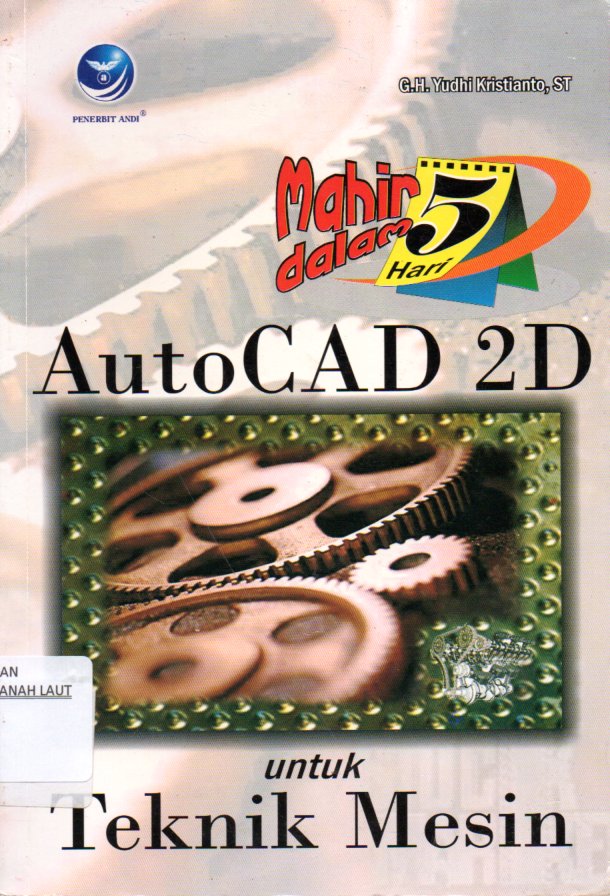 PENERBIT ANDI®
G.H. Yudhi Kristianto, ST
Mahir
dalam
5
Hari
AutoCAD 2D
AN
ANAH LAUT
untuk
Teknik Mesin